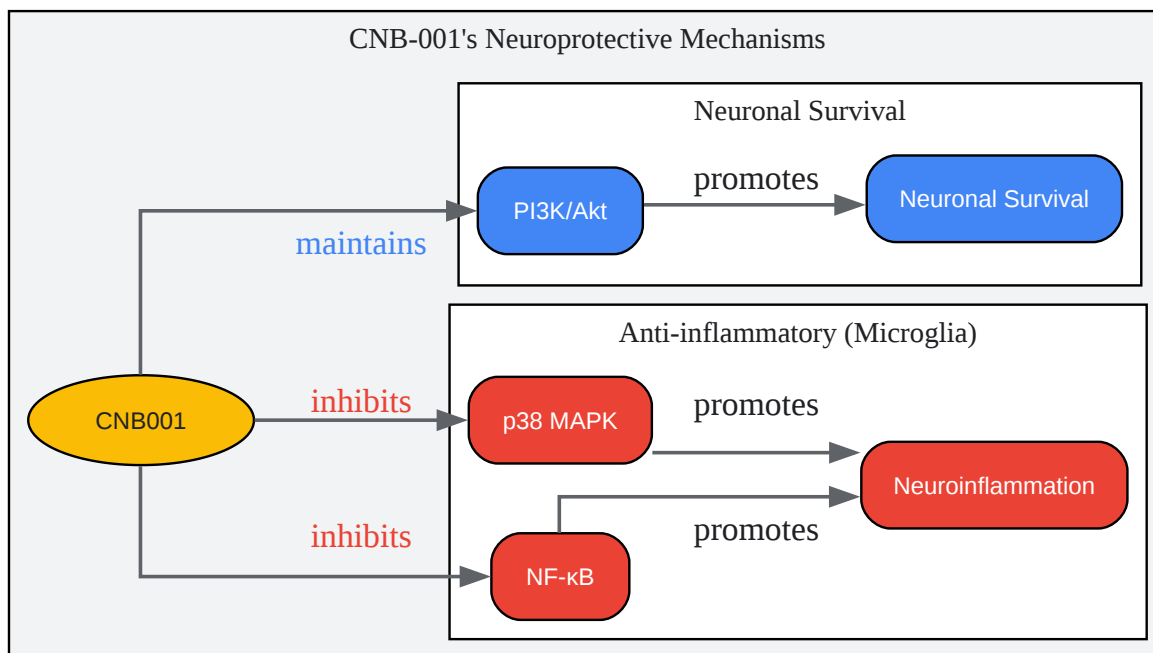 CNB-001's Neuroprotective Mechanisms
Neuronal Survival
PI3K/Akt
promotes
Neuronal Survival
maintains
Anti-inflammatory (Microglia)
CNB001
inhibits
p38 MAPK
promotes
Neuroinflammation
inhibits
NF-κB
promotes